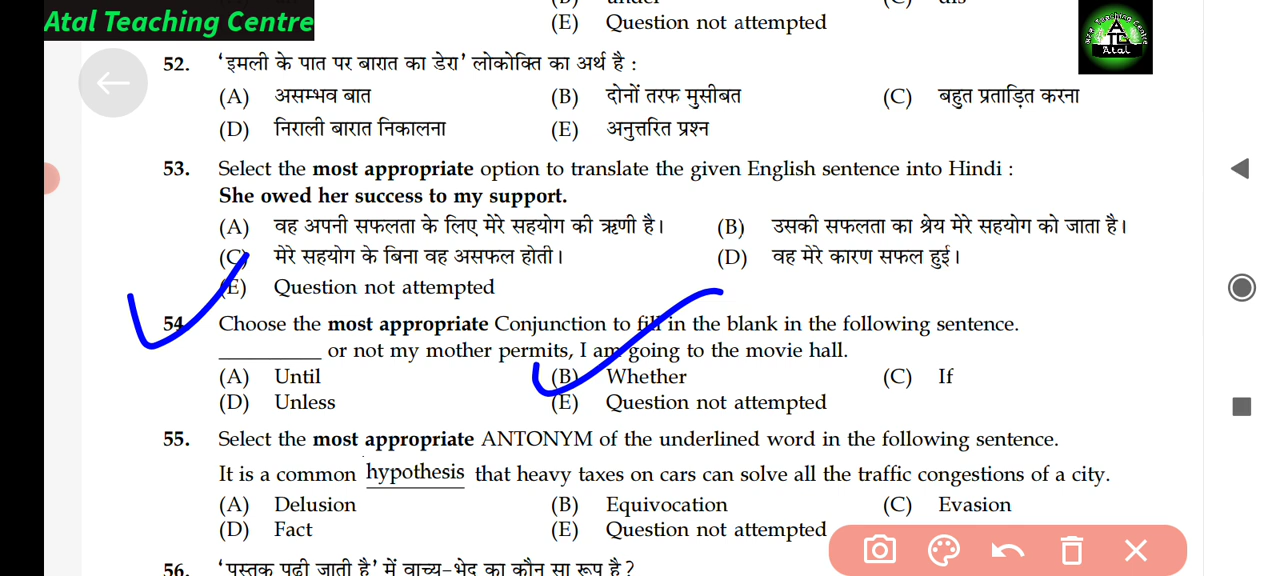 Atal Teaching Centre
(E) Question not attempted
52. ‘इमली के पात पर बारात का डेरा’ लोकोक्ति का अर्थ है :
(A) असम्भव बात (B) दोनों तरफ मुसीबत (C) बहुत प्रताड़ित करना
(D) निराली बारात निकालना (E) अनुत्तरित प्रश्न
53. Select the most appropriate option to translate the given English sentence into Hindi :
She owed her success to my support.
(A) वह अपनी सफलता के लिए मेरे सहयोग की ऋणी है। (B) उसकी सफलता का श्रेय मेरे सहयोग को जाता है।
(C) मेरे सहयोग के बिना वह असफल होती। (D) वह मेरे कारण सफल हुई।
(E) Question not attempted
54. Choose the most appropriate Conjunction to fill in the blank in the following sentence.
__________ or not my mother permits, I am going to the movie hall.
(A) Until (B) Whether (C) If
(D) Unless (E) Question not attempted
55. Select the most appropriate ANTONYM of the underlined word in the following sentence.
It is a common hypothesis that heavy taxes on cars can solve all the traffic congestions of a city.
(A) Delusion (B) Equivocation (C) Evasion
(D) Fact (E) Question not attempted
56. ‘पुस्तक पढ़ी जाती है’ में वाच्य-भेद का कौन सा रूप है ?
Atal